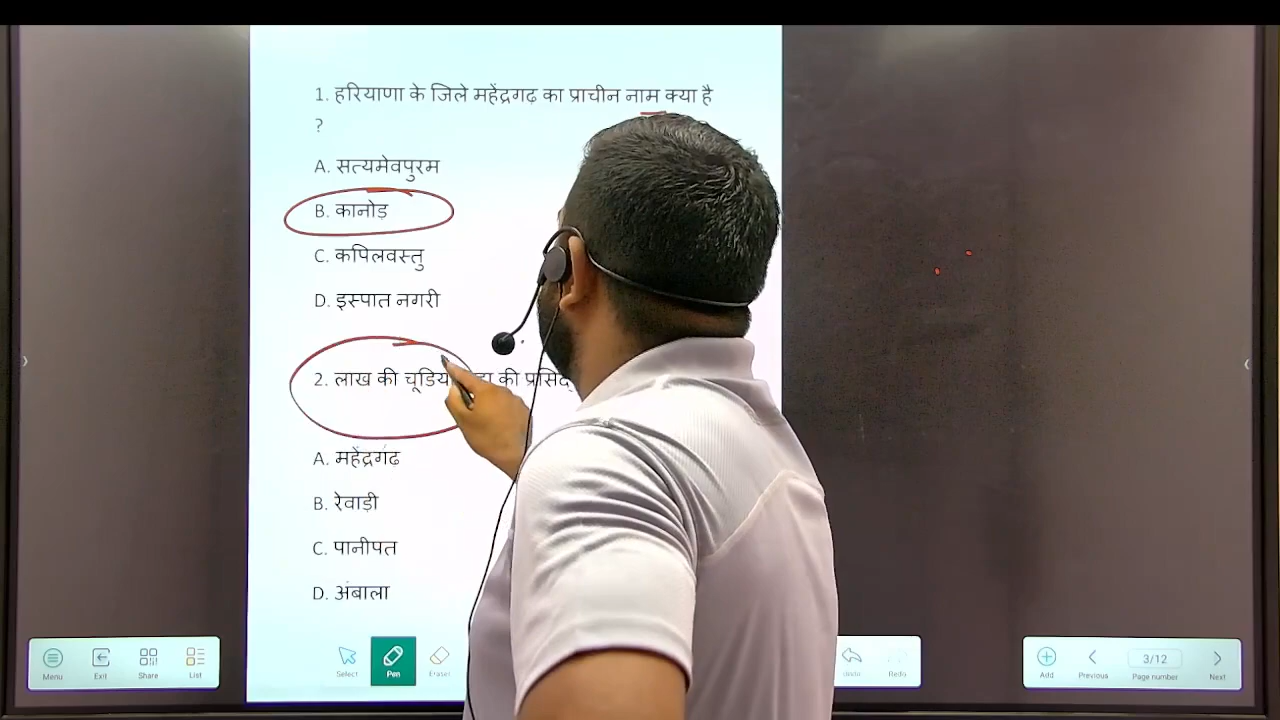 1. हरियाणा के जिले महेंद्रगढ़ का प्राचीन नाम क्या है
?
A. सत्यमेवपुरम
B. कानोड़
C. कपिलवस्तु
D. इस्पात नगरी
2. लाख की चूडिय की
A. महेंद्रगंढ
B. रेवाड़ी
C. पानीपत
D. अंबाला
Menu Exit Share List Select Pen Eraser Undo Redo Add Previous 3/12 Page number Next